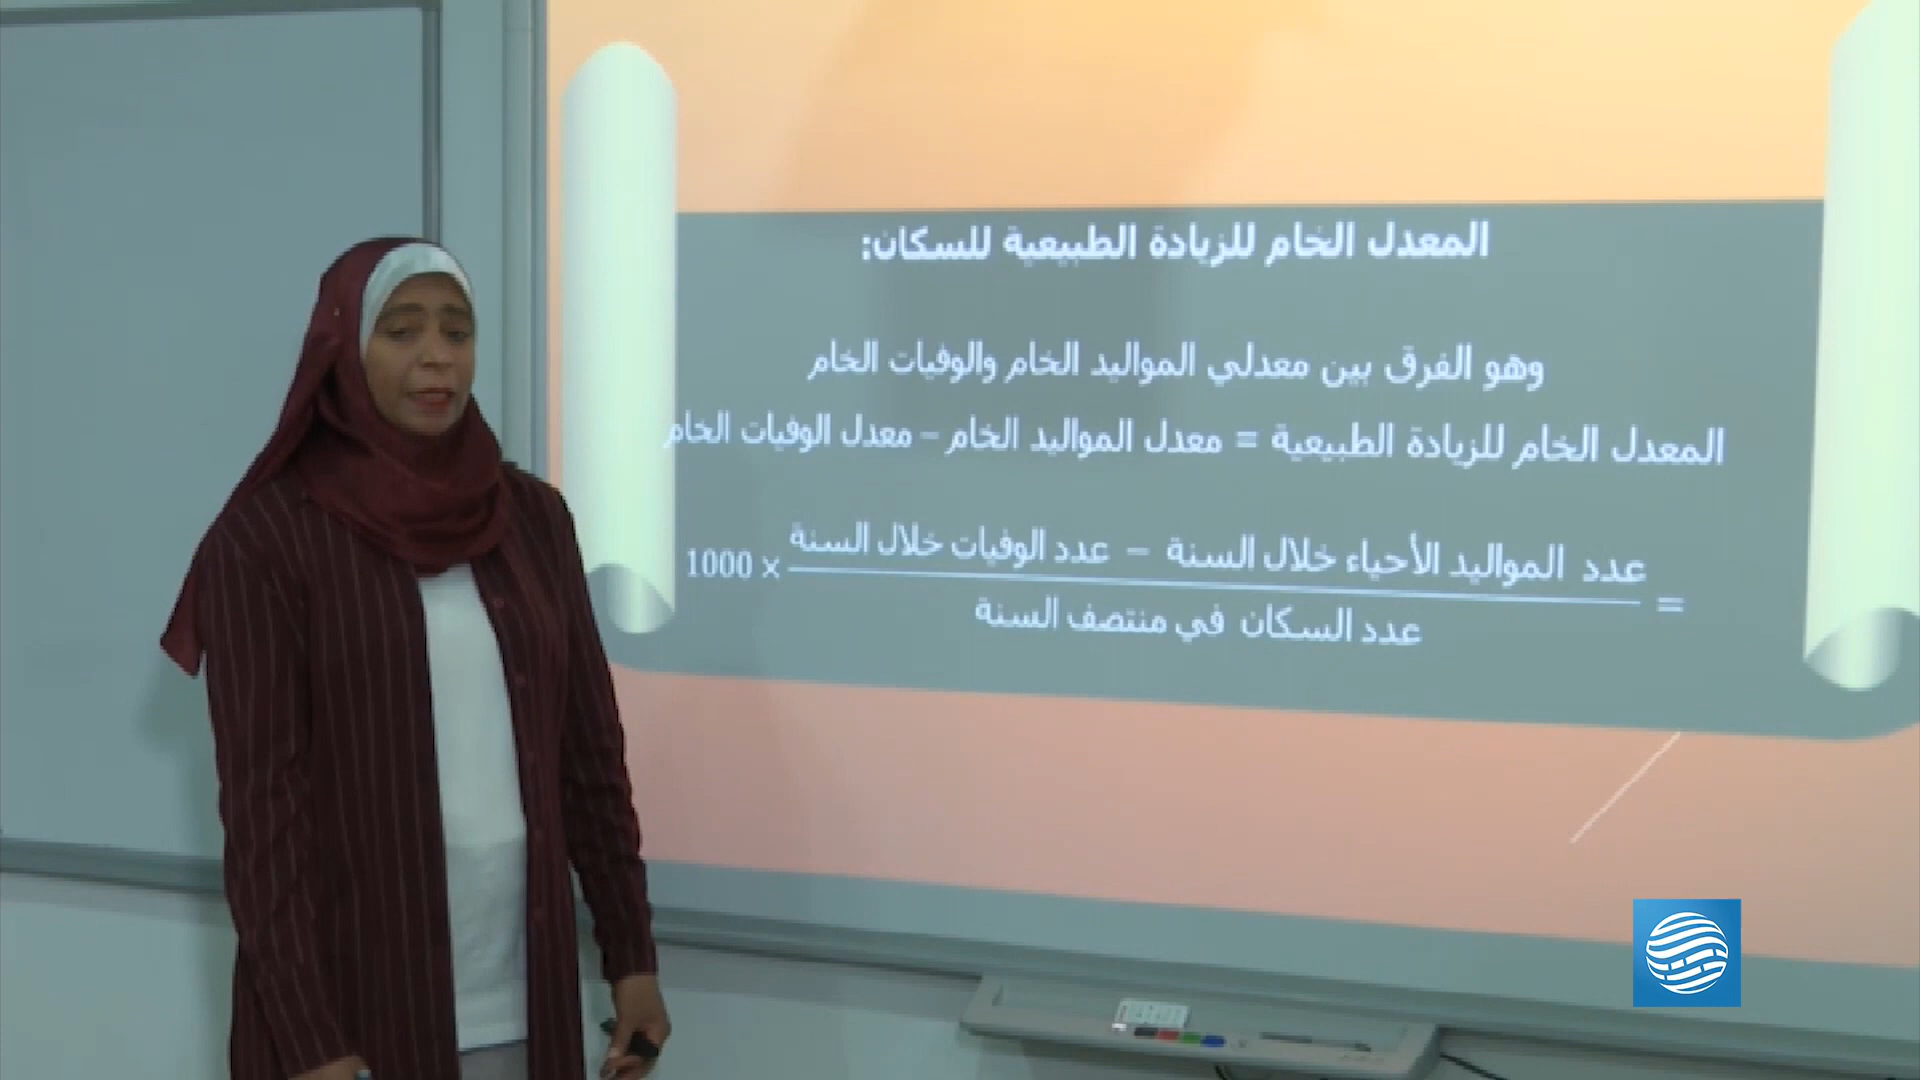 المعدل الخام للزيادة الطبيعية للسكان:
وهو الفرق بين معدلي المواليد الخام والوفيات الخام
المعدل الخام للزيادة الطبيعية = معدل المواليد الخام – معدل الوفيات الخام
= عدد المواليد الأحياء خلال السنة – عدد الوفيات خلال السنة × 1000
عدد السكان في منتصف السنة